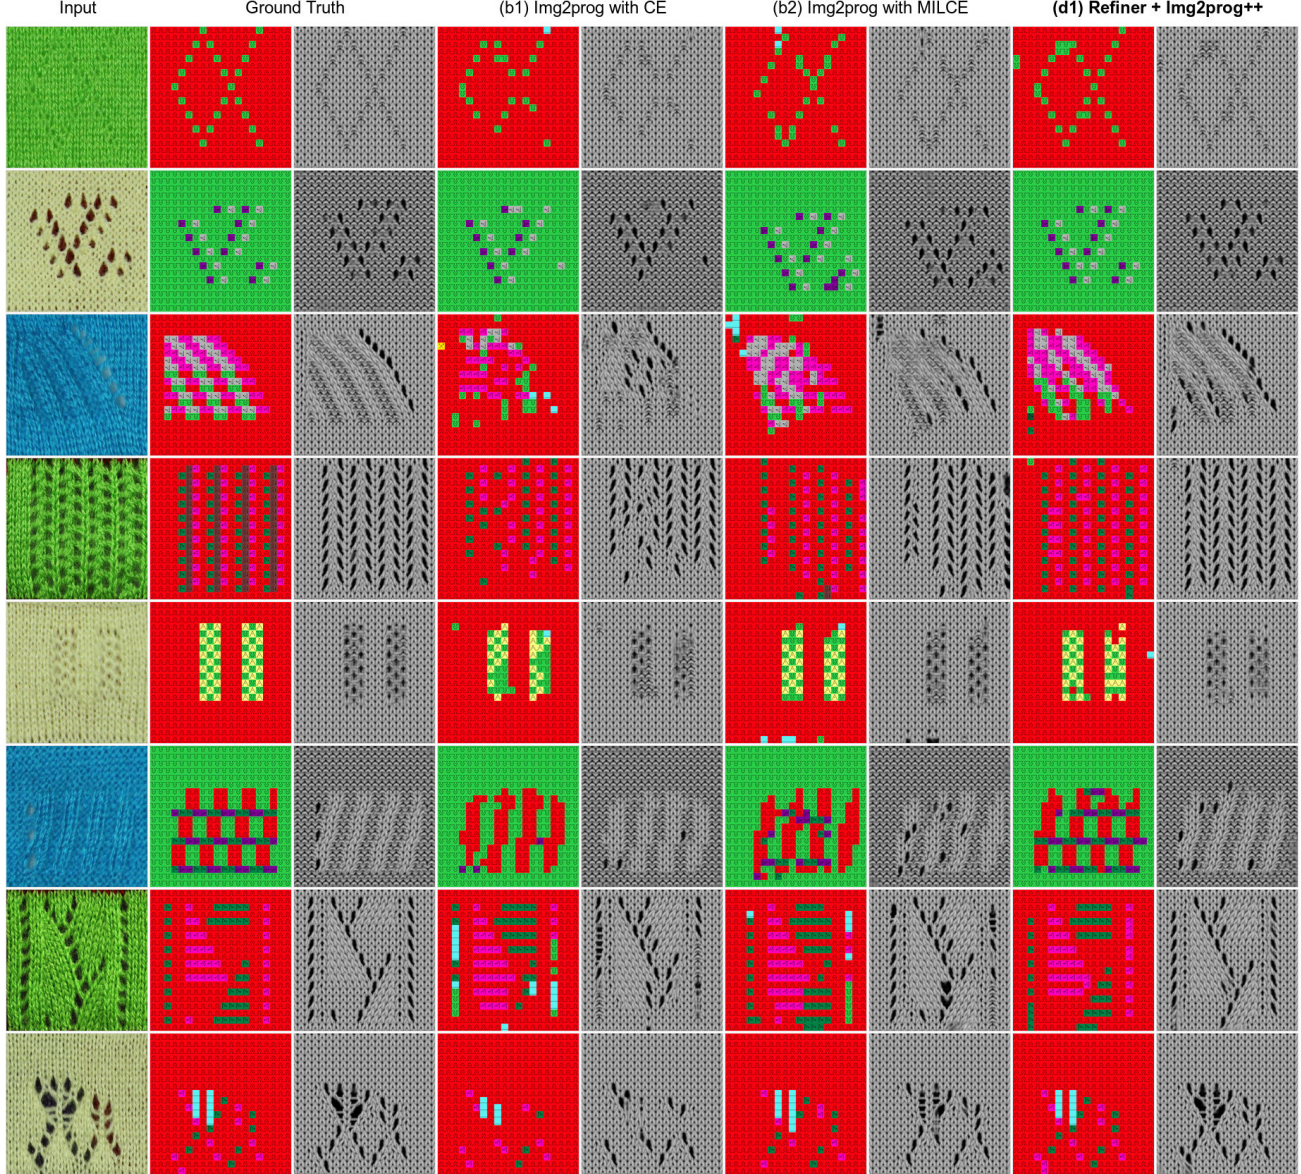 Input Ground Truth (b1) Img2prog with CE (b2) Img2prog with MILCE (d1) Refiner + Img2prog++